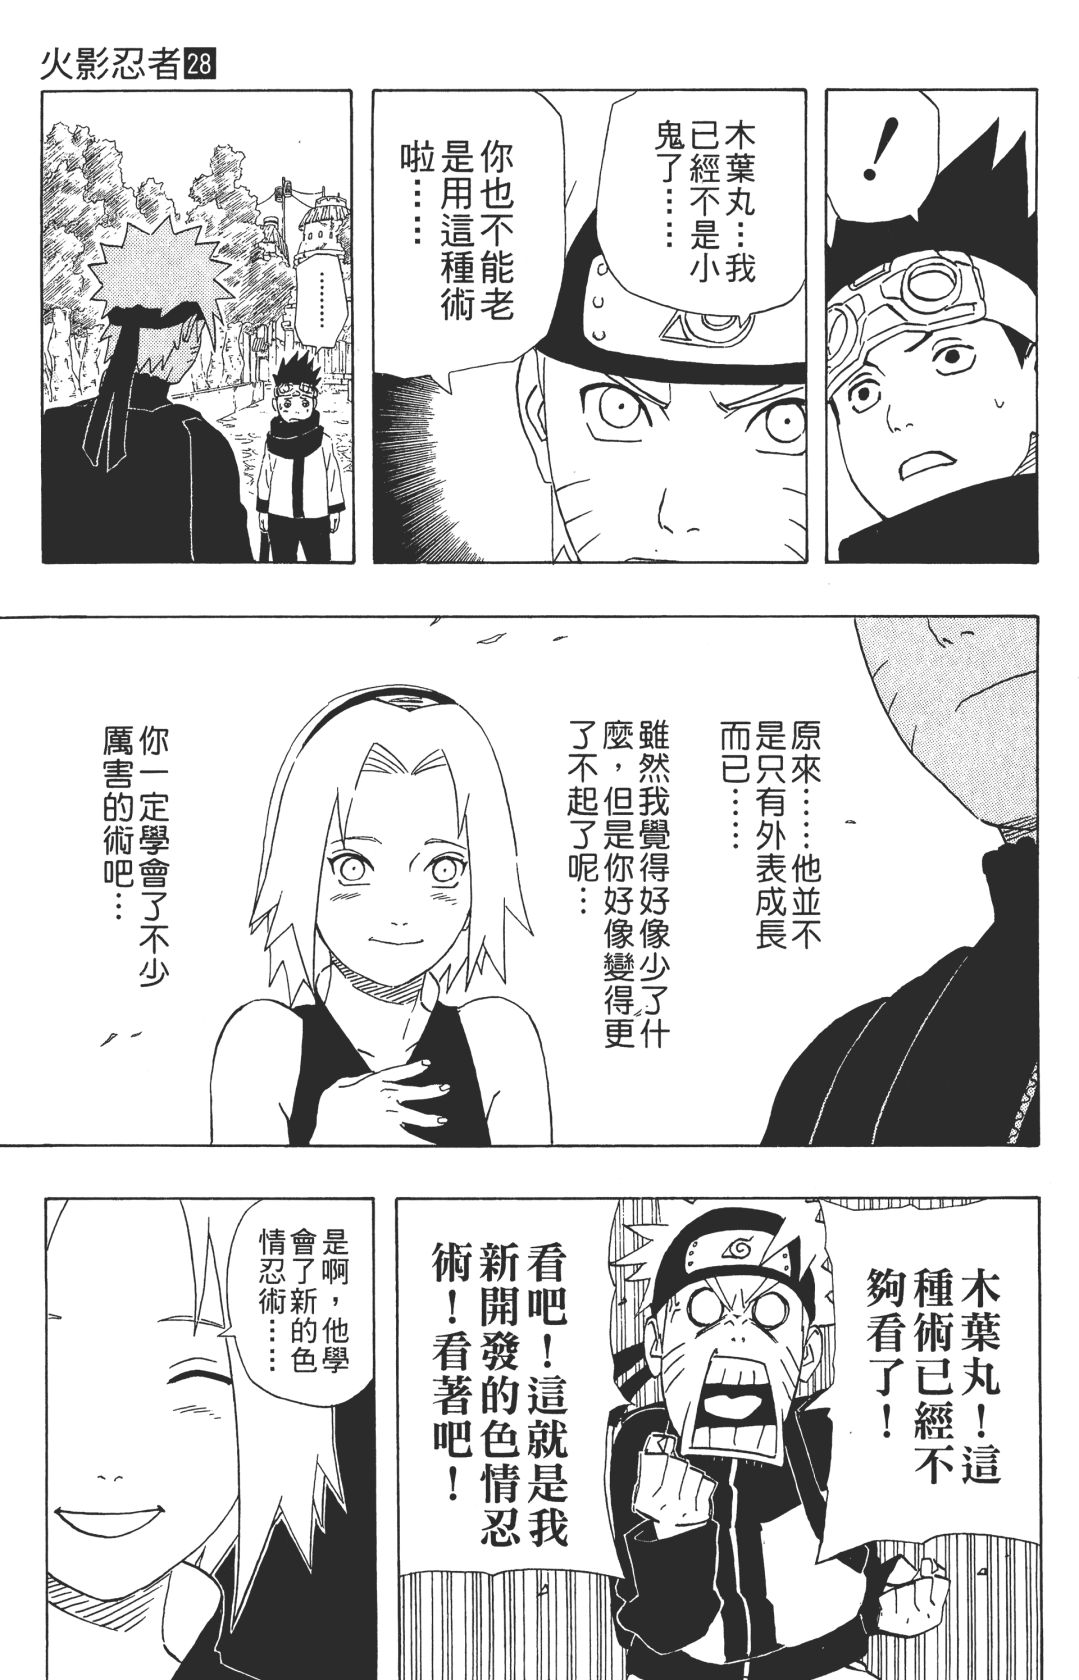 火影忍者28
！
木葉丸…我
已經不是小
鬼了……
你也不能老
是用這種術
啦……
………
原來……他並不
是只有外表成長
而已……
雖然我覺得好像少了什
麼，但是你好像變得更
了不起了呢…
你一定學會了不少
厲害的術吧…
木葉丸！這
種術已經不
夠看了！
看吧！這就是我
新開發的色情忍
術！看著吧！
是啊，他學
會了新的色
情忍術……